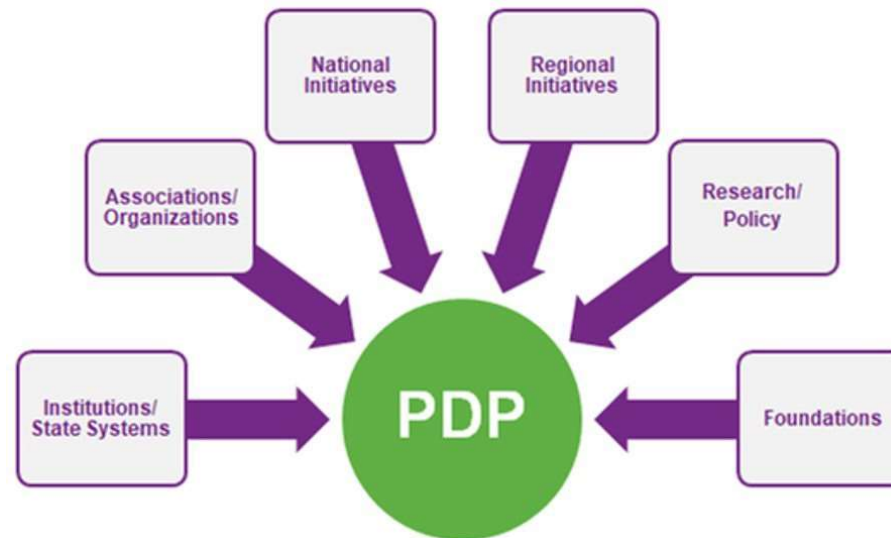 National
Initiatives
Regional
Initiatives
Associations/
Organizations
Research/
Policy
Institutions/
State Systems
PDP
Foundations